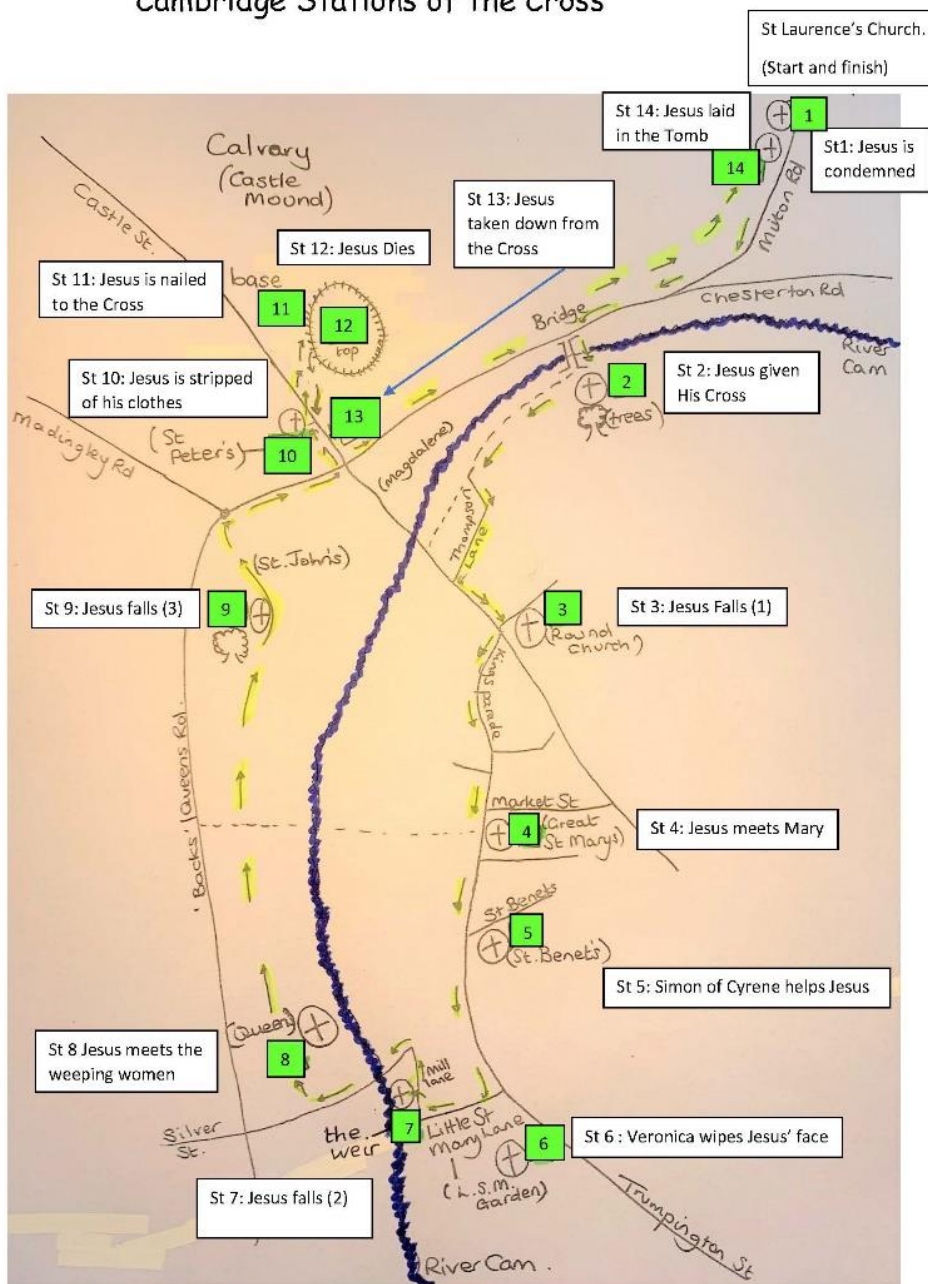 Cambridge Stations of the Cross
St Laurence's Church.
(Start and finish)
St 14: Jesus laid
in the Tomb
1
St1: Jesus is
condemned
14
Milton Rd
Calvary
(Castle
Mound)
Castle St.
St 13: Jesus
taken down from
the Cross
St 12: Jesus Dies
St 11: Jesus is nailed
to the Cross
base
11
12
top
Bridge
Chesterton Rd
River
Cam
St 10: Jesus is stripped
of his clothes
2
(trees)
St 2: Jesus given
His Cross
13
(St
Peter's)
10
Madingley Rd
(Magdalene)
Thompsons
Lane
(St. John's)
St 9: Jesus falls (3)
9
3
(Round
Church)
St 3: Jesus Falls (1)
Kings Parade
'Backs' / Queens Rd.
Market St
4
(Great
St Marys)
St 4: Jesus meets Mary
St Benets
5
(St. Benet's)
St 5: Simon of Cyrene helps Jesus
(Queens)
8
St 8 Jesus meets the
weeping women
Mill
Lane
Silver
St.
the
weir
7
Little St
Mary Lane
(L.S.M.
Garden)
6
St 6 : Veronica wipes Jesus' face
St 7: Jesus falls (2)
Trumpington St
River Cam.